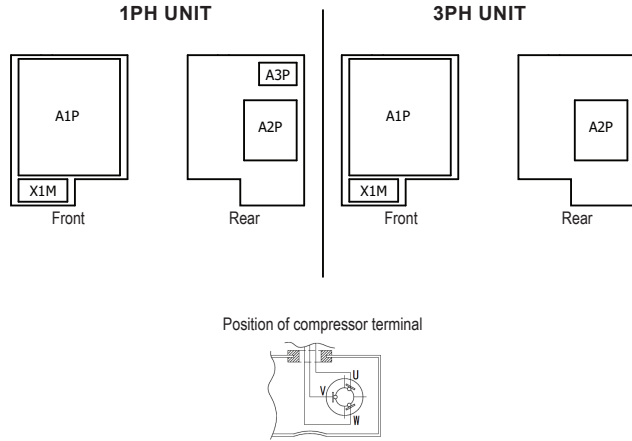 1PH UNIT
3PH UNIT
A1P
X1M
Front
A3P
A2P
Rear
A1P
X1M
Front
A2P
Rear
Position of compressor terminal
U
V
W